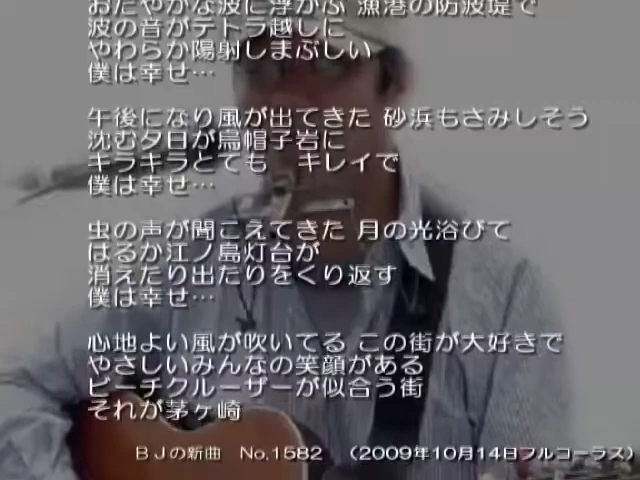 おだやかな波に浮かぶ 漁港の防波堤で
波の音がテトラ越しに
やわらか陽射しまぶしい
僕は幸せ…
午後になり風が出てきた 砂浜もさみしそう
沈む夕日が烏帽子岩に
キラキラとても キレイで
僕は幸せ…
虫の声が聞こえてきた 月の光浴びて
はるか江ノ島灯台が
消えたり出たりをくり返す
僕は幸せ…
心地よい風が吹いてる この街が大好きで
やさしいみんなの笑顔がある
ビーチクルーザーが似合う街
それが茅ヶ崎
BJの新曲 No.1582 (2009年10月14日フルコーラス)